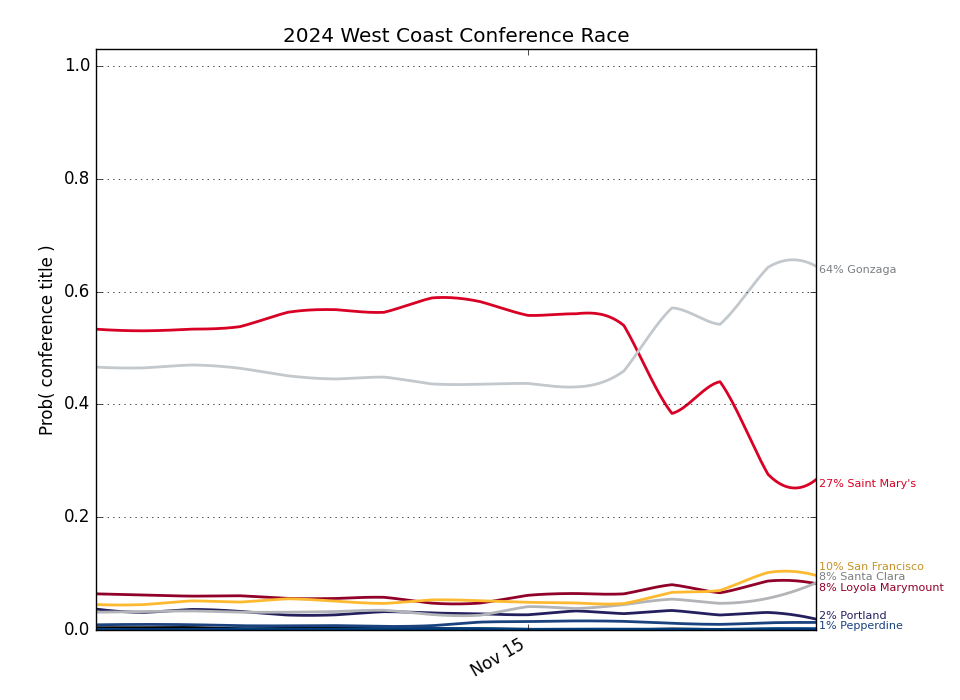 2024 West Coast Conference Race
1.0
0.8
0.6
0.4
0.2
0.0
Prob( conference title )
Nov 15
64% Gonzaga
27% Saint Mary's
10% San Francisco
8% Santa Clara
8% Loyola Marymount
2% Portland
1% Pepperdine